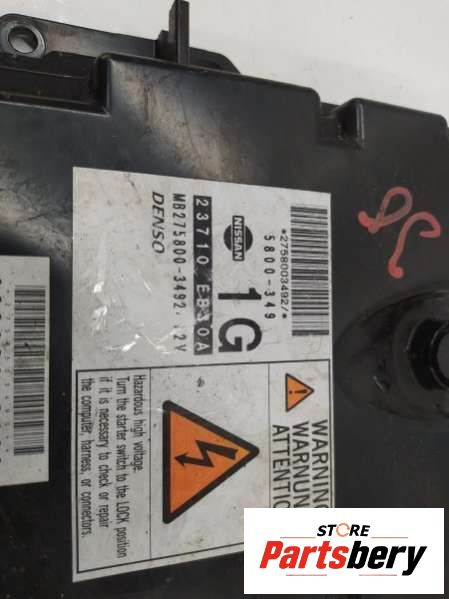 *2758003492/*
5800-349
NISSAN
1G
23710 EB30A
MB275800-3492 12V
DENSO
WARNING
WARNUNG
ATTENTION
Hazardous high voltage.
Turn the starter switch to the LOCK position
if it is necessary to check or repair
the computer, harness, or connectors.
STORE
Partsbery